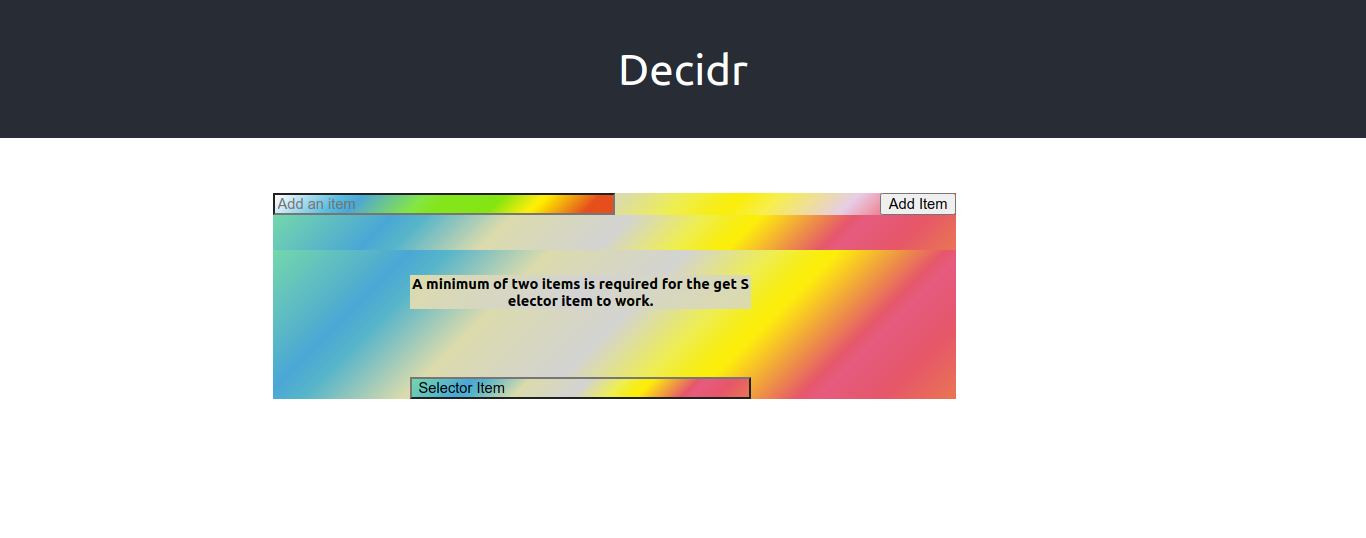 Decidr
Add an item
Add Item
A minimum of two items is required for the get S
elector item to work.
Selector Item